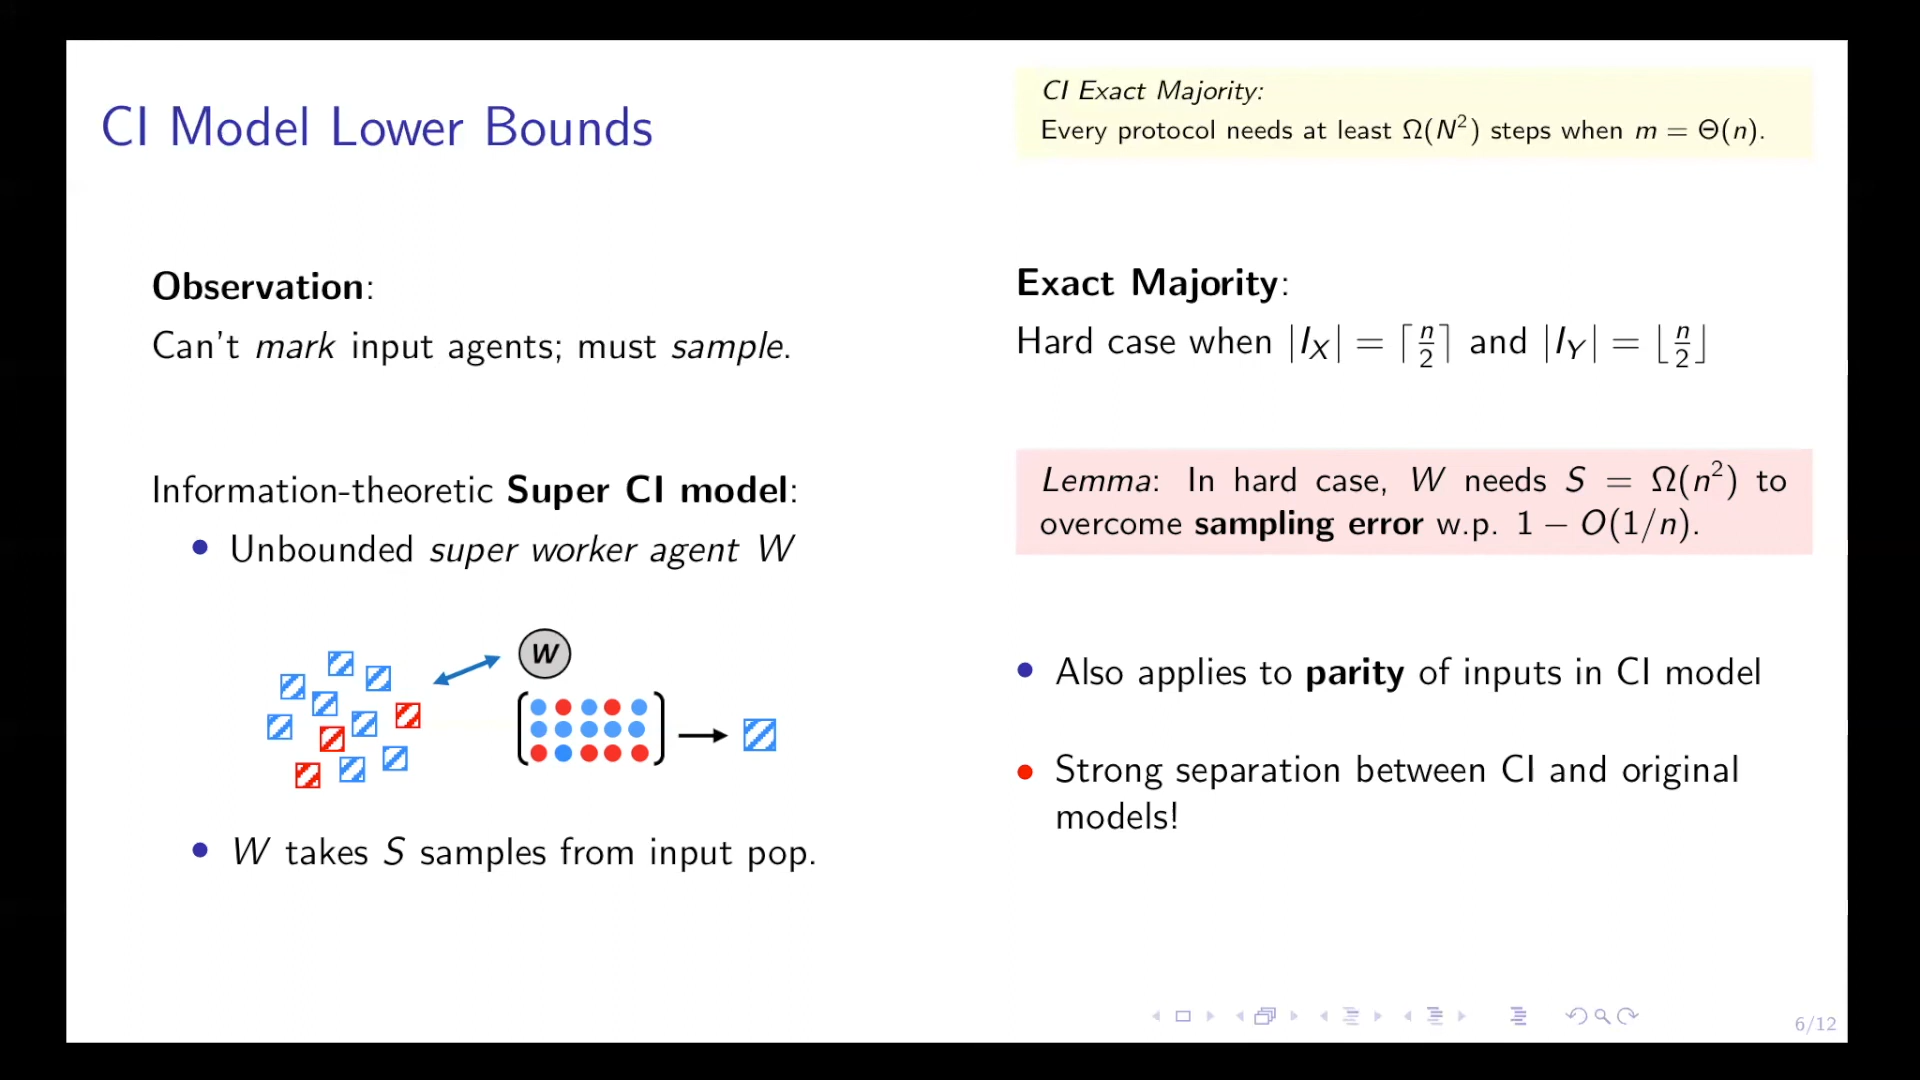 CI Model Lower Bounds
CI Exact Majority:
Every protocol needs at least Ω(N²) steps when m = Θ(n).
Observation:
Can't mark input agents; must sample.
Information-theoretic Super CI model:
• Unbounded super worker agent W
W
• W takes S samples from input pop.
Exact Majority:
Hard case when |I_X| = ⌈n/2⌉ and |I_Y| = ⌊n/2⌋
Lemma: In hard case, W needs S = Ω(n²) to
overcome sampling error w.p. 1 − O(1/n).
• Also applies to parity of inputs in CI model
• Strong separation between CI and original
models!
6/12